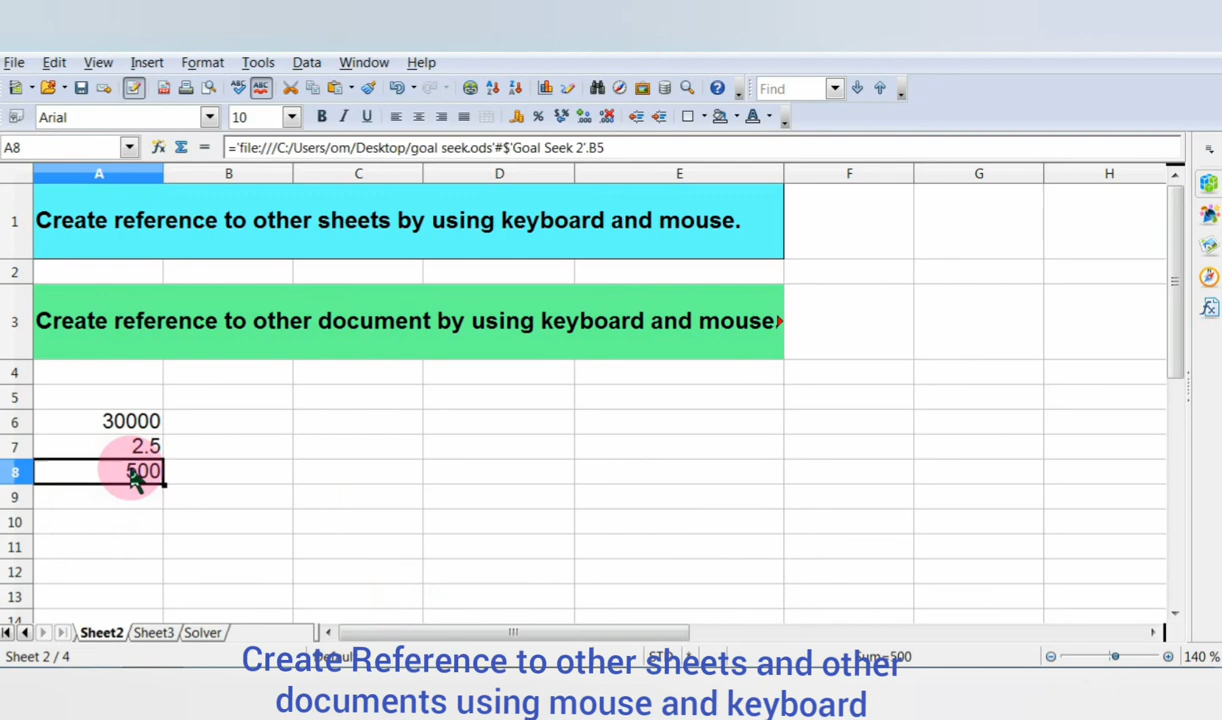 File Edit View Insert Format Tools Data Window Help
Find
Arial 10
A8 ='file:///C:/Users/om/Desktop/goal seek.ods'#$'Goal Seek 2'.B5
A B C D E F G H
1 Create reference to other sheets by using keyboard and mouse.
2
3 Create reference to other document by using keyboard and mouse
4
5
6 30000
7 2.5
8 500
9
10
11
12
13
14
Sheet2 Sheet3 Solver
Sheet 2 / 4 Default Sum=500 140 %
Create Reference to other sheets and other
documents using mouse and keyboard